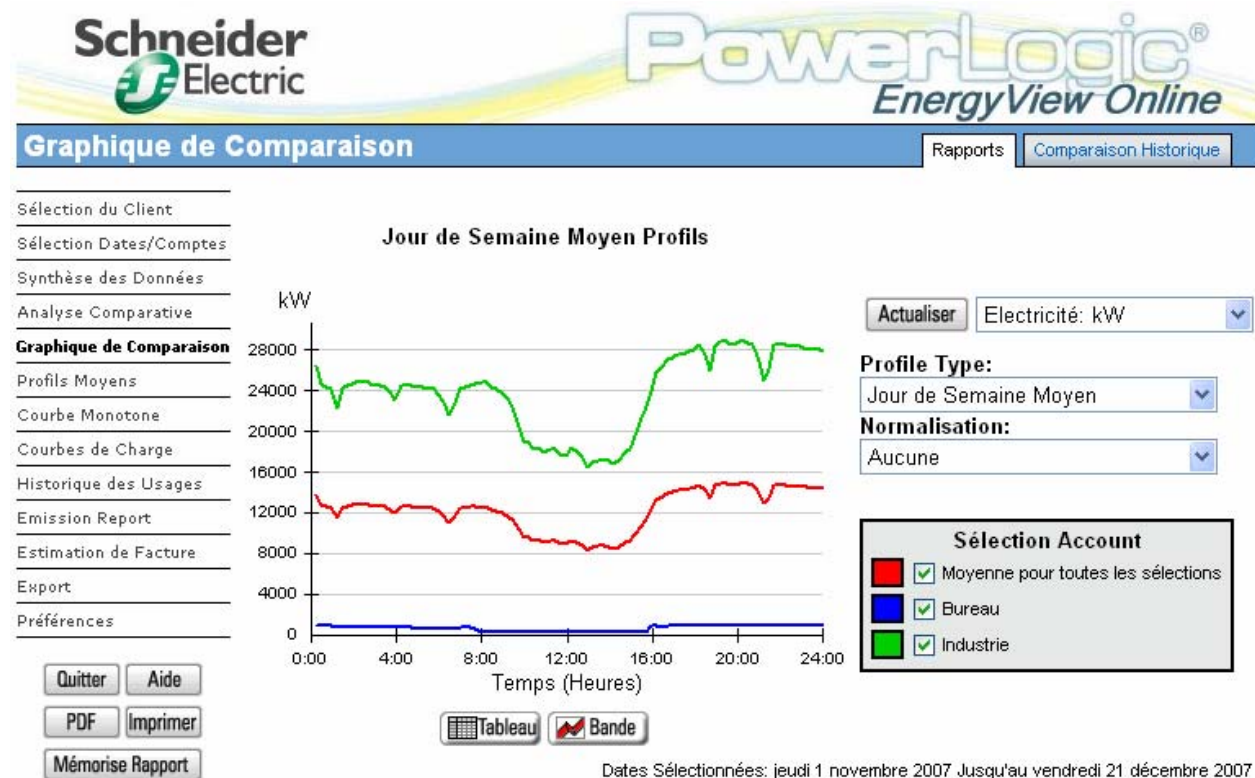 Schneider
Electric
PowerLogic®
EnergyView Online
Graphique de Comparaison
Rapports
Comparaison Historique
Sélection du Client
Sélection Dates/Comptes
Synthèse des Données
Analyse Comparative
Graphique de Comparaison
Profils Moyens
Courbe Monotone
Courbes de Charge
Historique des Usages
Emission Report
Estimation de Facture
Export
Préférences
Quitter
Aide
PDF
Imprimer
Mémorise Rapport
Jour de Semaine Moyen Profils
kW
28000
24000
20000
16000
12000
8000
4000
0
0:00 4:00 8:00 12:00 16:00 20:00 24:00
Temps (Heures)
Tableau
Bande
Actualiser
Electricité: kW
Profile Type:
Jour de Semaine Moyen
Normalisation:
Aucune
Sélection Account
Moyenne pour toutes les sélections
Bureau
Industrie
Dates Sélectionnées: jeudi 1 novembre 2007 Jusqu'au vendredi 21 décembre 2007